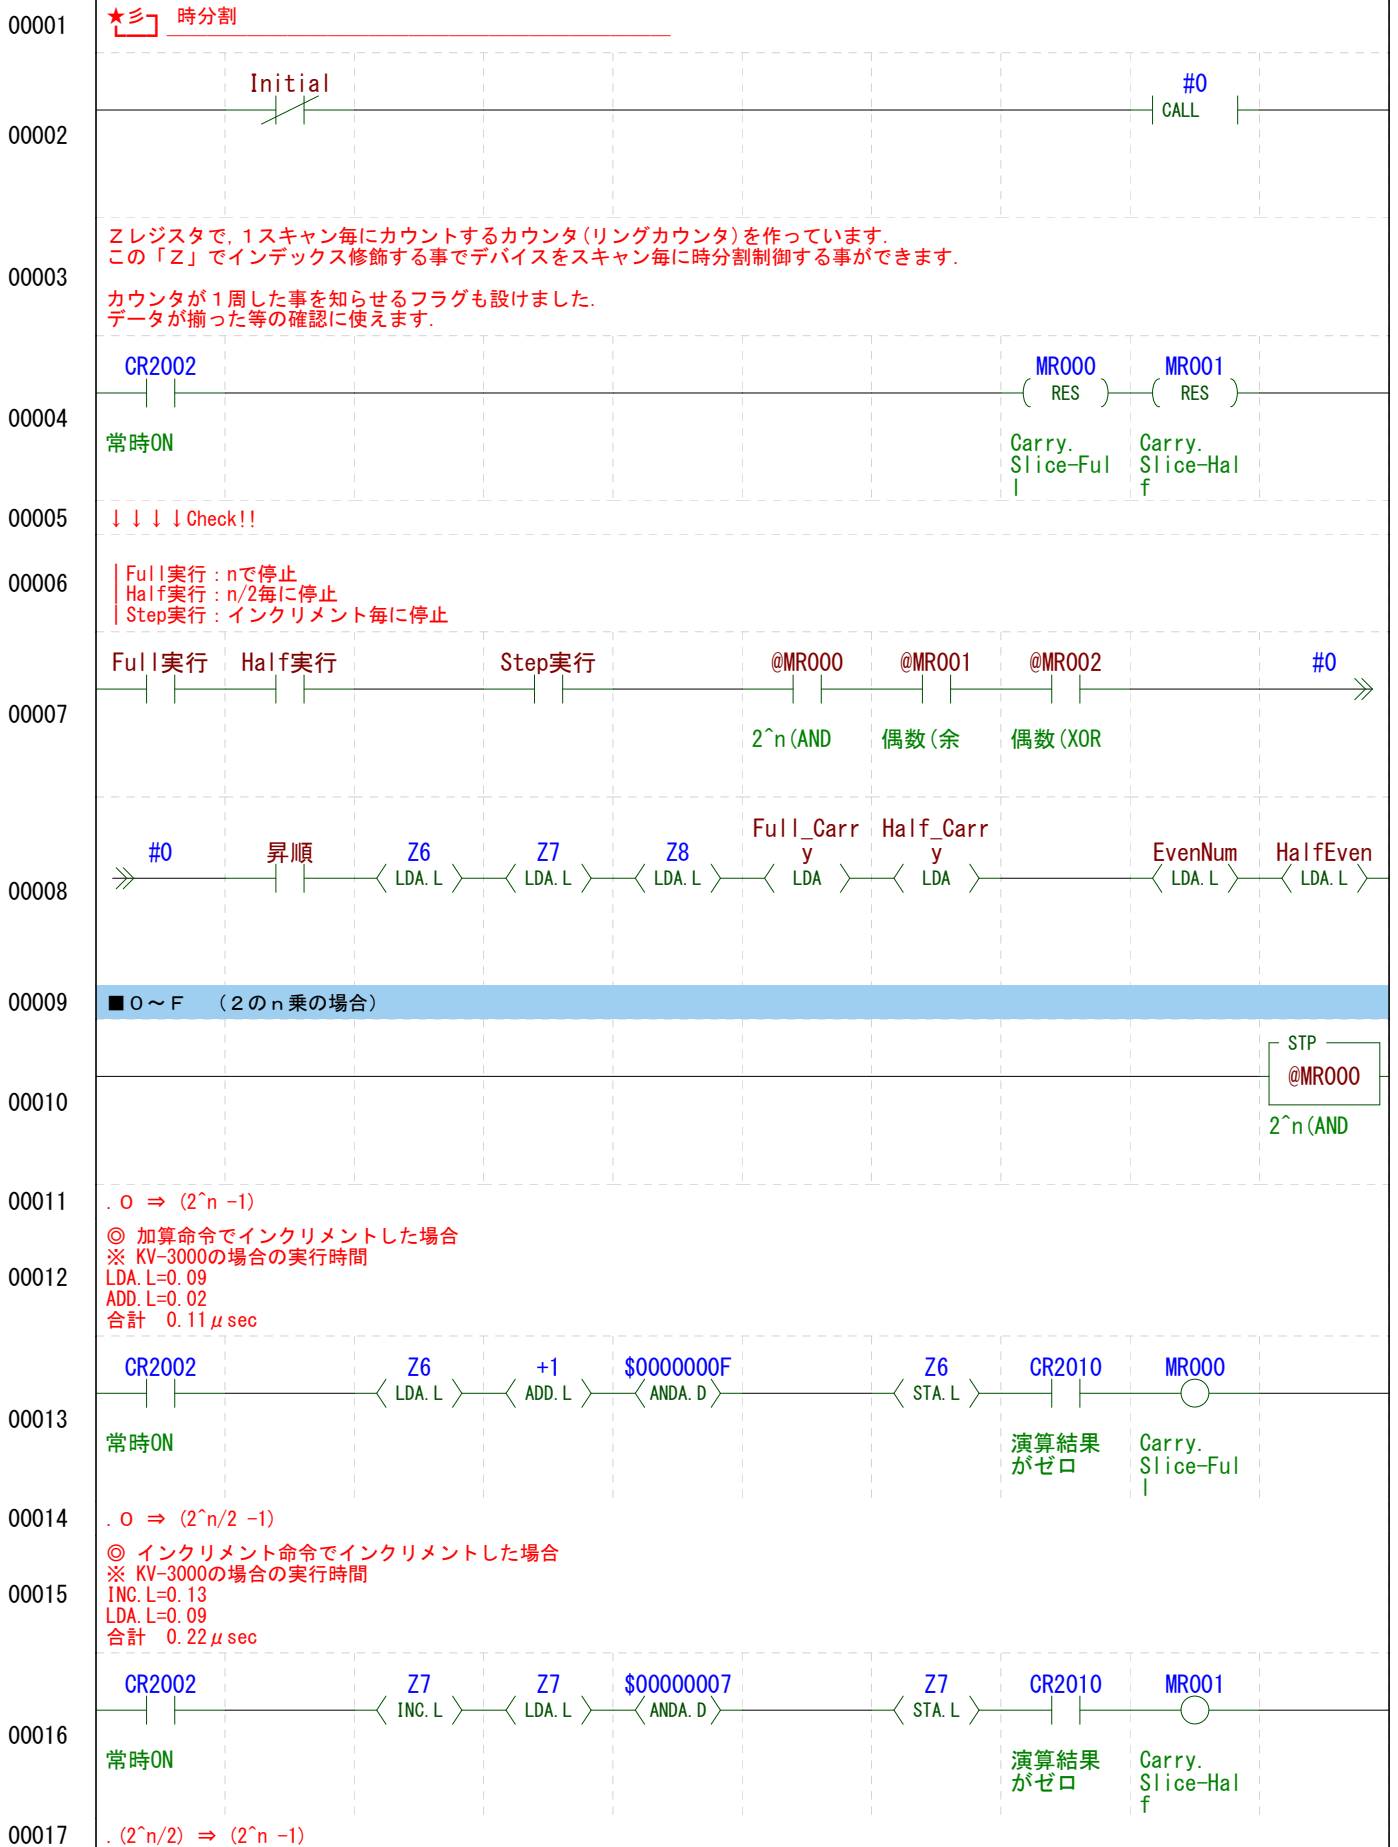 00001
★彡┓ 時分割
00002
Initial
#0
CALL
00003
Zレジスタで,1スキャン毎にカウントするカウンタ(リングカウンタ)を作っています.
この「Z」でインデックス修飾する事でデバイスをスキャン毎に時分割制御する事ができます.
カウンタが1周した事を知らせるフラグも設けました.
データが揃った等の確認に使えます.
00004
CR2002 MR000 MR001
RES RES
常時ON Carry. Carry.
Slice-Ful Slice-Hal
l f
00005
↓↓↓↓Check!!
00006
|Full実行:nで停止
|Half実行:n/2毎に停止
|Step実行:インクリメント毎に停止
00007
Full実行 Half実行 Step実行 @MR000 @MR001 @MR002 #0
2^n(AND 偶数(余 偶数(XOR
00008
Full_Carr Half_Carr
#0 昇順 Z6 Z7 Z8 y y EvenNum HalfEven
LDA.L LDA.L LDA.L LDA LDA LDA.L LDA.L
00009
■0~F (2のn乗の場合)
00010
STP
@MR000
2^n(AND
00011
.0 ⇒ (2^n -1)
00012
◎ 加算命令でインクリメントした場合
※ KV-3000の場合の実行時間
LDA.L=0.09
ADD.L=0.02
合計 0.11μsec
00013
CR2002 Z6 +1 $0000000F Z6 CR2010 MR000
LDA.L ADD.L ANDA.D STA.L
常時ON 演算結果 Carry.
がゼロ Slice-Ful
l
00014
.0 ⇒ (2^n/2 -1)
00015
◎ インクリメント命令でインクリメントした場合
※ KV-3000の場合の実行時間
INC.L=0.13
LDA.L=0.09
合計 0.22μsec
00016
CR2002 Z7 Z7 $00000007 Z7 CR2010 MR001
INC.L LDA.L ANDA.D STA.L
常時ON 演算結果 Carry.
がゼロ Slice-Hal
f
00017
.(2^n/2) ⇒ (2^n -1)